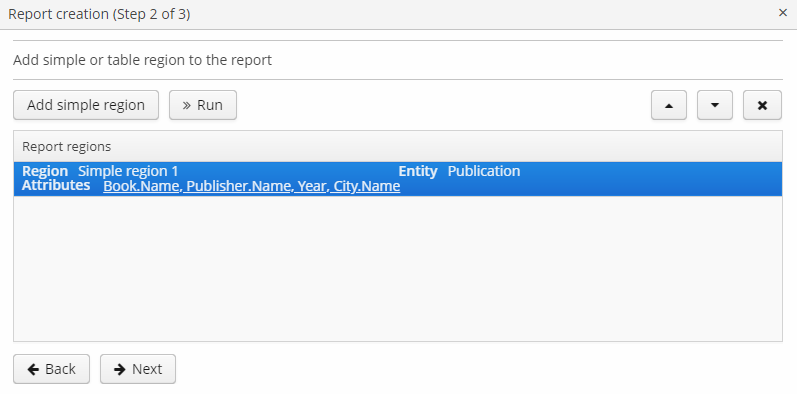 Report creation (Step 2 of 3) ×
Add simple or table region to the report
Add simple region » Run
Report regions
Region Simple region 1 Entity Publication
Attributes Book.Name, Publisher.Name, Year, City.Name
Back Next